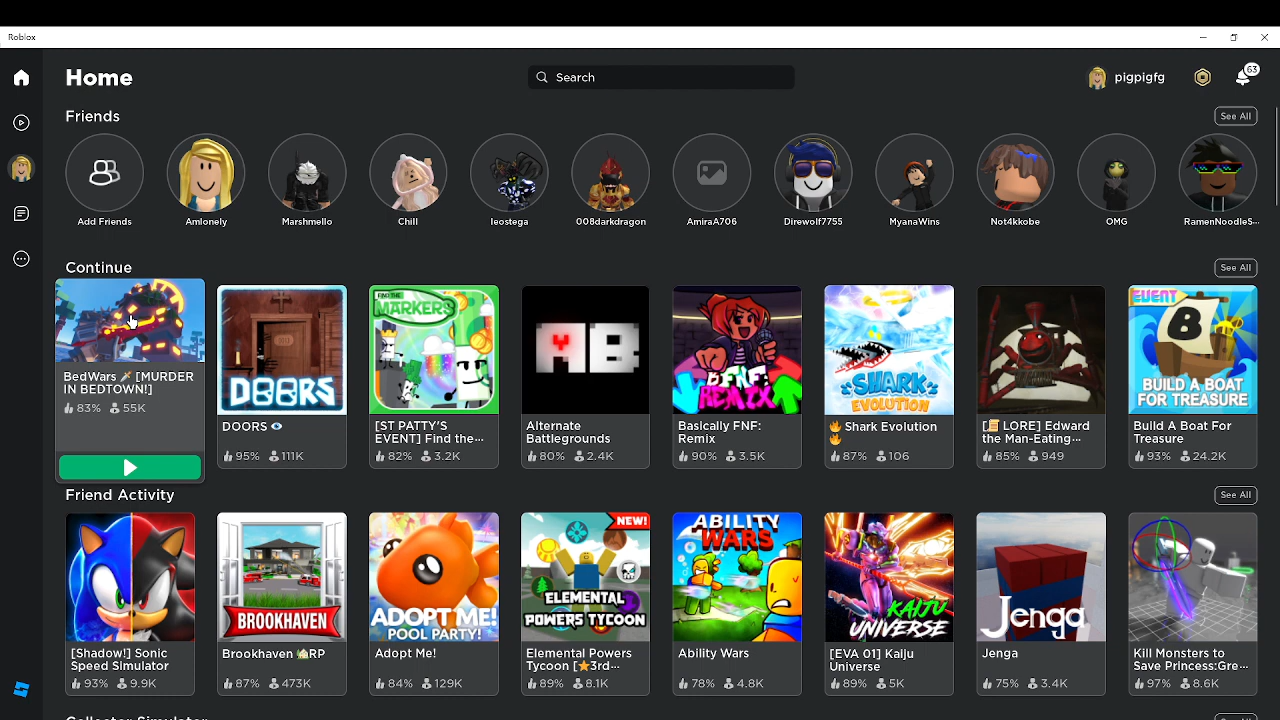 Roblox
Home
Search
pigpigfg
63
Friends
See All
Add Friends
Amlonely
Marshmello
Chill
leostega
008darkdragon
AmiraA706
Direwolf7755
MyanaWins
Not4kkobe
OMG
RamenNoodleS...
Continue
See All
FIND THE
MARKERS
DOORS
AB
BFNF:
REMIX
SHARK
EVOLUTION
EVENT
B
BUILD A BOAT
FOR TREASURE
BedWars 🗡️ [MURDER
IN BEDTOWN!]
83% 55K
DOORS 👁️
95% 111K
[ST PATTY'S
EVENT] Find the...
82% 3.2K
Alternate
Battlegrounds
80% 2.4K
Basically FNF:
Remix
90% 3.5K
🔥 Shark Evolution
🔥
87% 106
[📜 LORE] Edward
the Man-Eating...
85% 949
Build A Boat For
Treasure
93% 24.2K
Friend Activity
See All
BROOKHAVEN
ADOPT ME!
POOL PARTY!
NEW!
ELEMENTAL
POWERS TYCOON
ABILITY
WARS
KAIJU
UNIVERSE
Jenga
[Shadow!] Sonic
Speed Simulator
93% 9.9K
Brookhaven 🏡RP
87% 473K
Adopt Me!
84% 129K
Elemental Powers
Tycoon [⭐3rd...
89% 8.1K
Ability Wars
78% 4.8K
[EVA 01] Kaiju
Universe
89% 5K
Jenga
75% 3.4K
Kill Monsters to
Save Princess:Gre...
97% 8.6K
Collector Simulator